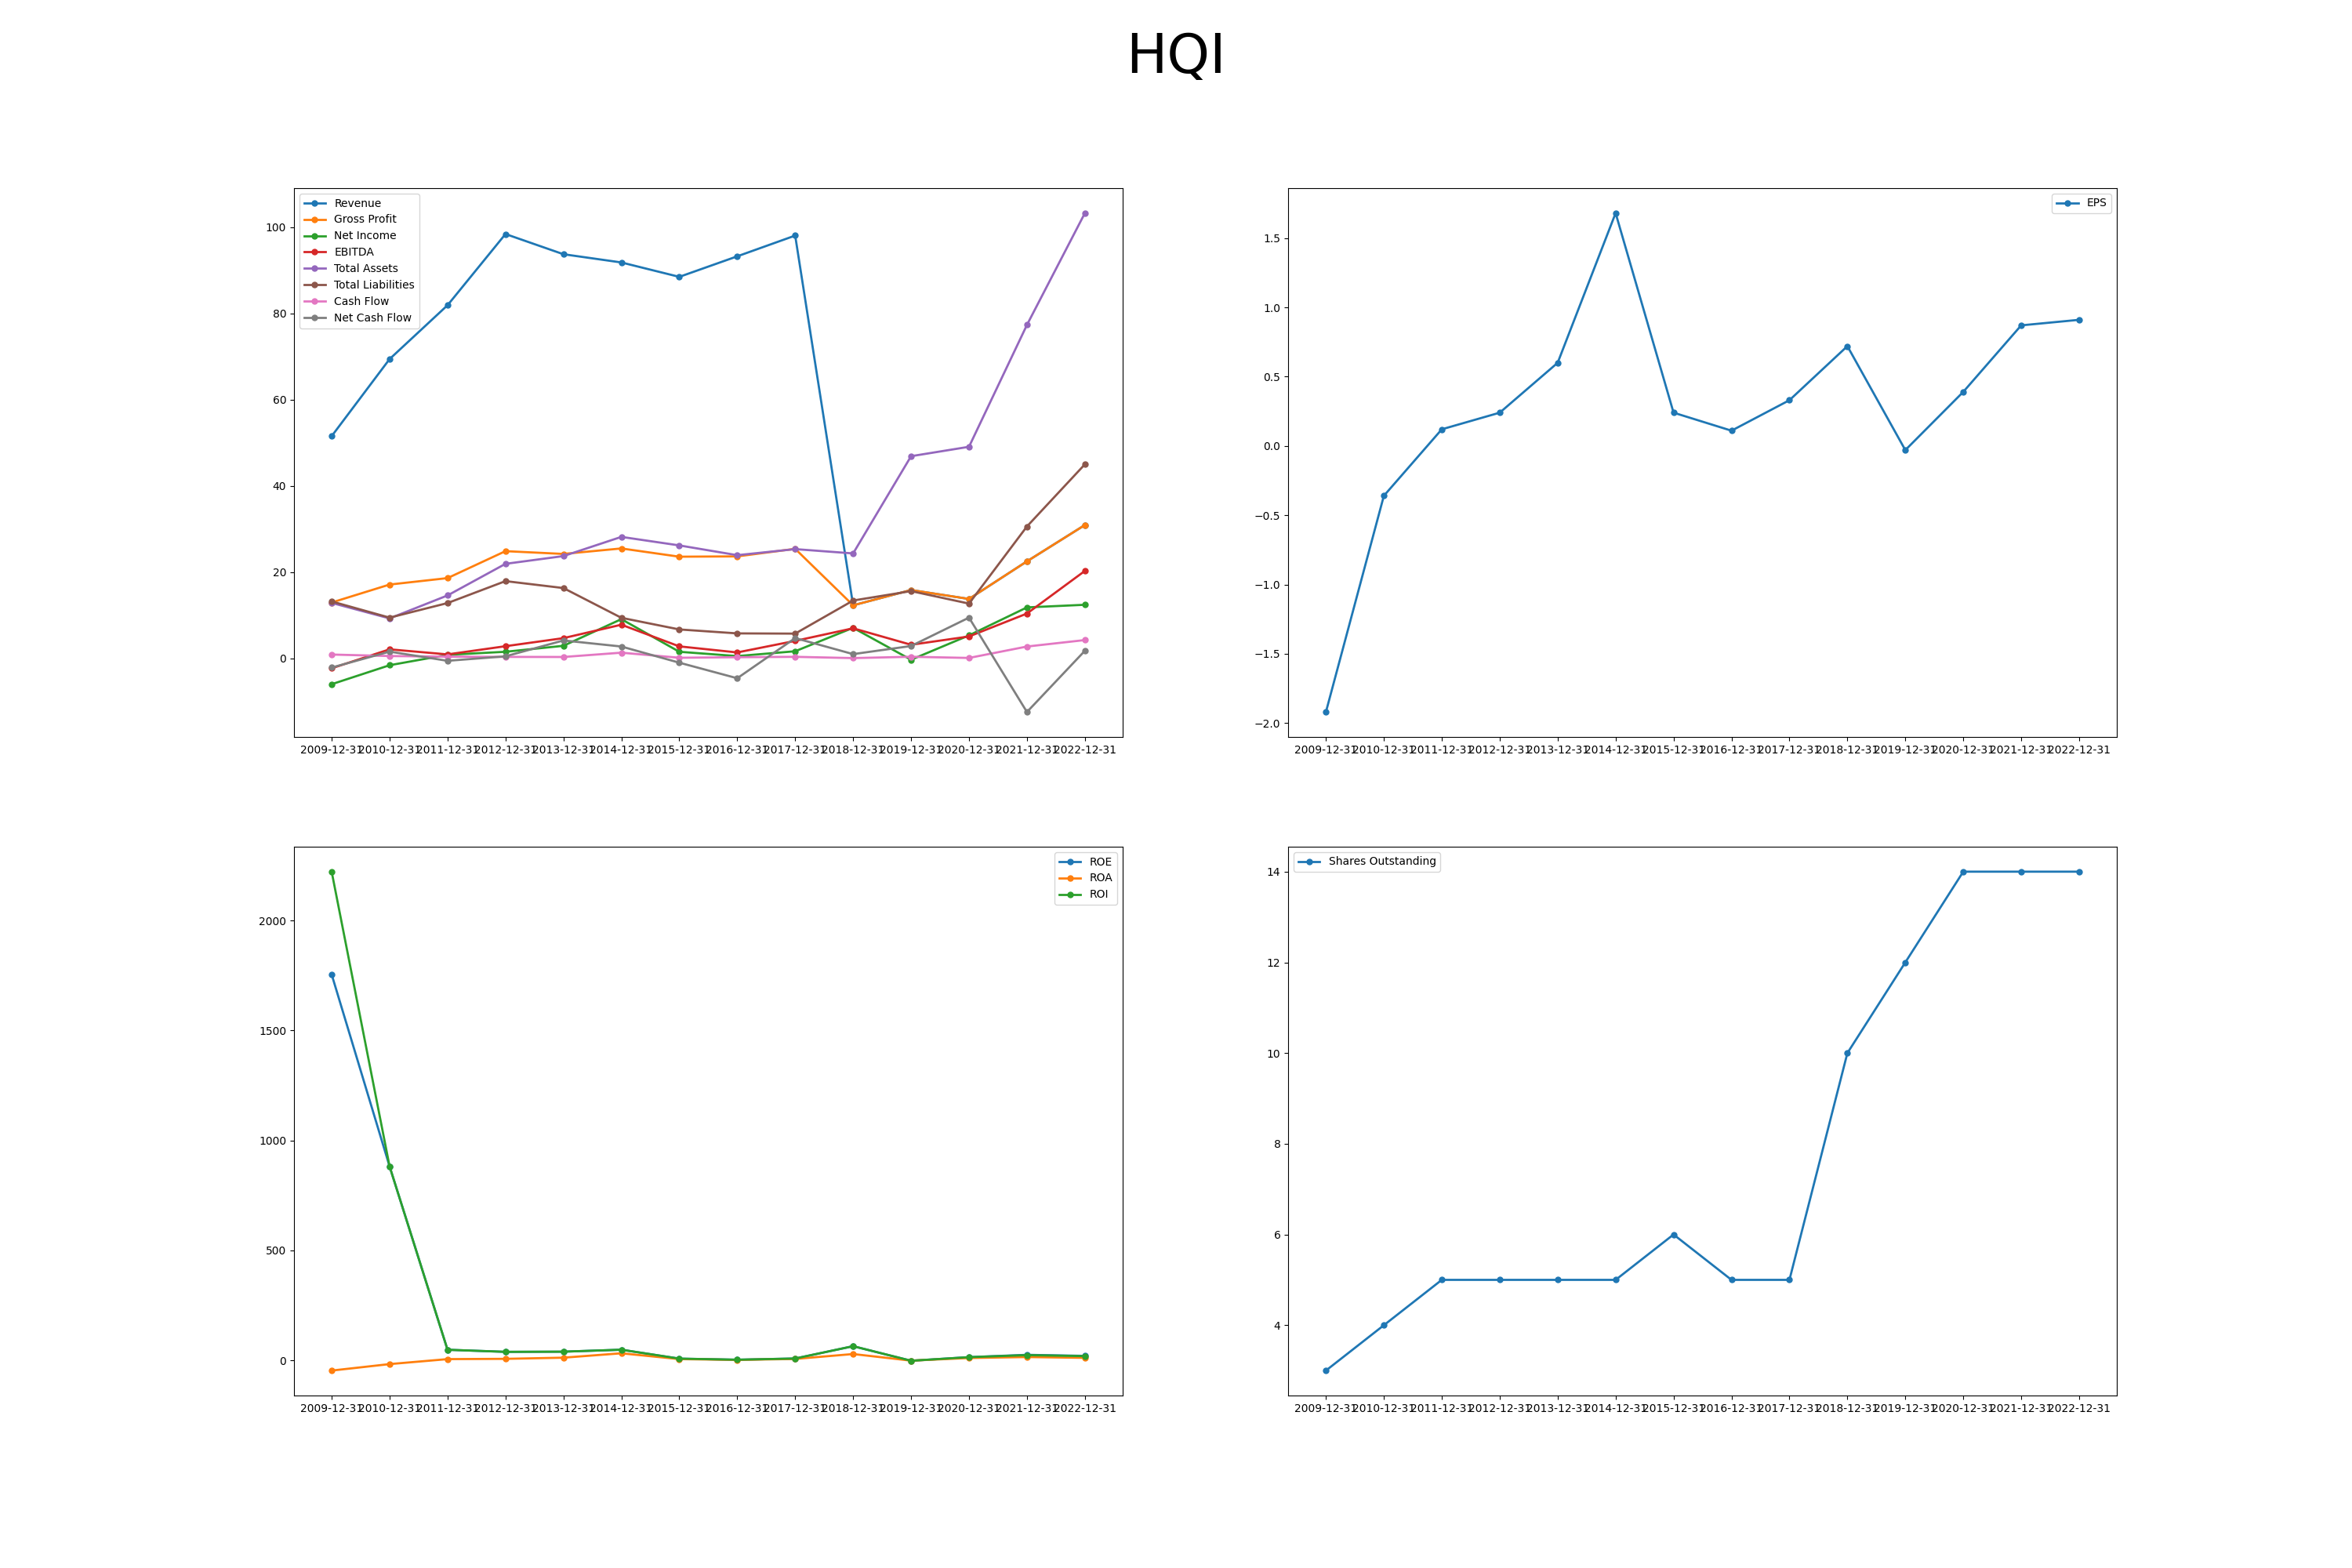 HQI
Revenue
Gross Profit
Net Income
EBITDA
Total Assets
Total Liabilities
Cash Flow
Net Cash Flow
100
80
60
40
20
0
2009-12-31 2010-12-31 2011-12-31 2012-12-31 2013-12-31 2014-12-31 2015-12-31 2016-12-31 2017-12-31 2018-12-31 2019-12-31 2020-12-31 2021-12-31 2022-12-31
EPS
1.5
1.0
0.5
0.0
−0.5
−1.0
−1.5
−2.0
2009-12-31 2010-12-31 2011-12-31 2012-12-31 2013-12-31 2014-12-31 2015-12-31 2016-12-31 2017-12-31 2018-12-31 2019-12-31 2020-12-31 2021-12-31 2022-12-31
ROE
ROA
ROI
2000
1500
1000
500
0
2009-12-31 2010-12-31 2011-12-31 2012-12-31 2013-12-31 2014-12-31 2015-12-31 2016-12-31 2017-12-31 2018-12-31 2019-12-31 2020-12-31 2021-12-31 2022-12-31
Shares Outstanding
14
12
10
8
6
4
2009-12-31 2010-12-31 2011-12-31 2012-12-31 2013-12-31 2014-12-31 2015-12-31 2016-12-31 2017-12-31 2018-12-31 2019-12-31 2020-12-31 2021-12-31 2022-12-31